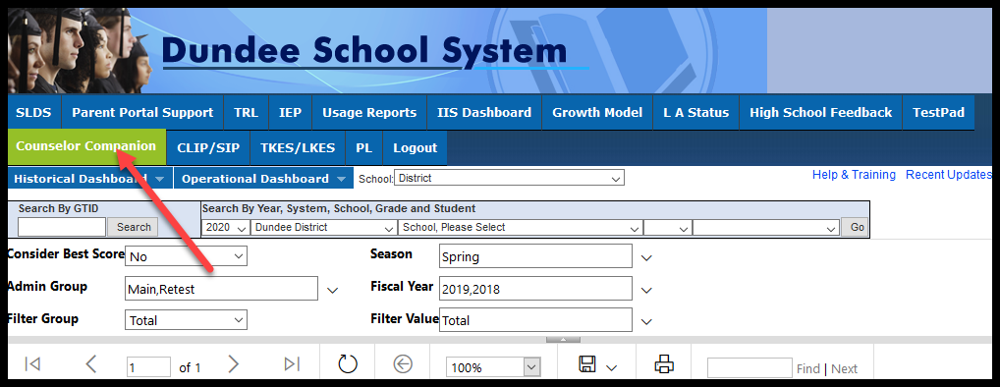 Dundee School System
SLDS Parent Portal Support TRL IEP Usage Reports IIS Dashboard Growth Model L A Status High School Feedback TestPad
Counselor Companion CLIP/SIP TKES/LKES PL Logout
Historical Dashboard Operational Dashboard School: District Help & Training Recent Updates
Search By GTID Search By Year, System, School, Grade and Student
Search 2020 Dundee District School, Please Select Go
Consider Best Score No Season Spring
Admin Group Main,Retest Fiscal Year 2019,2018
Filter Group Total Filter Value Total
1 of 1 100% Find | Next